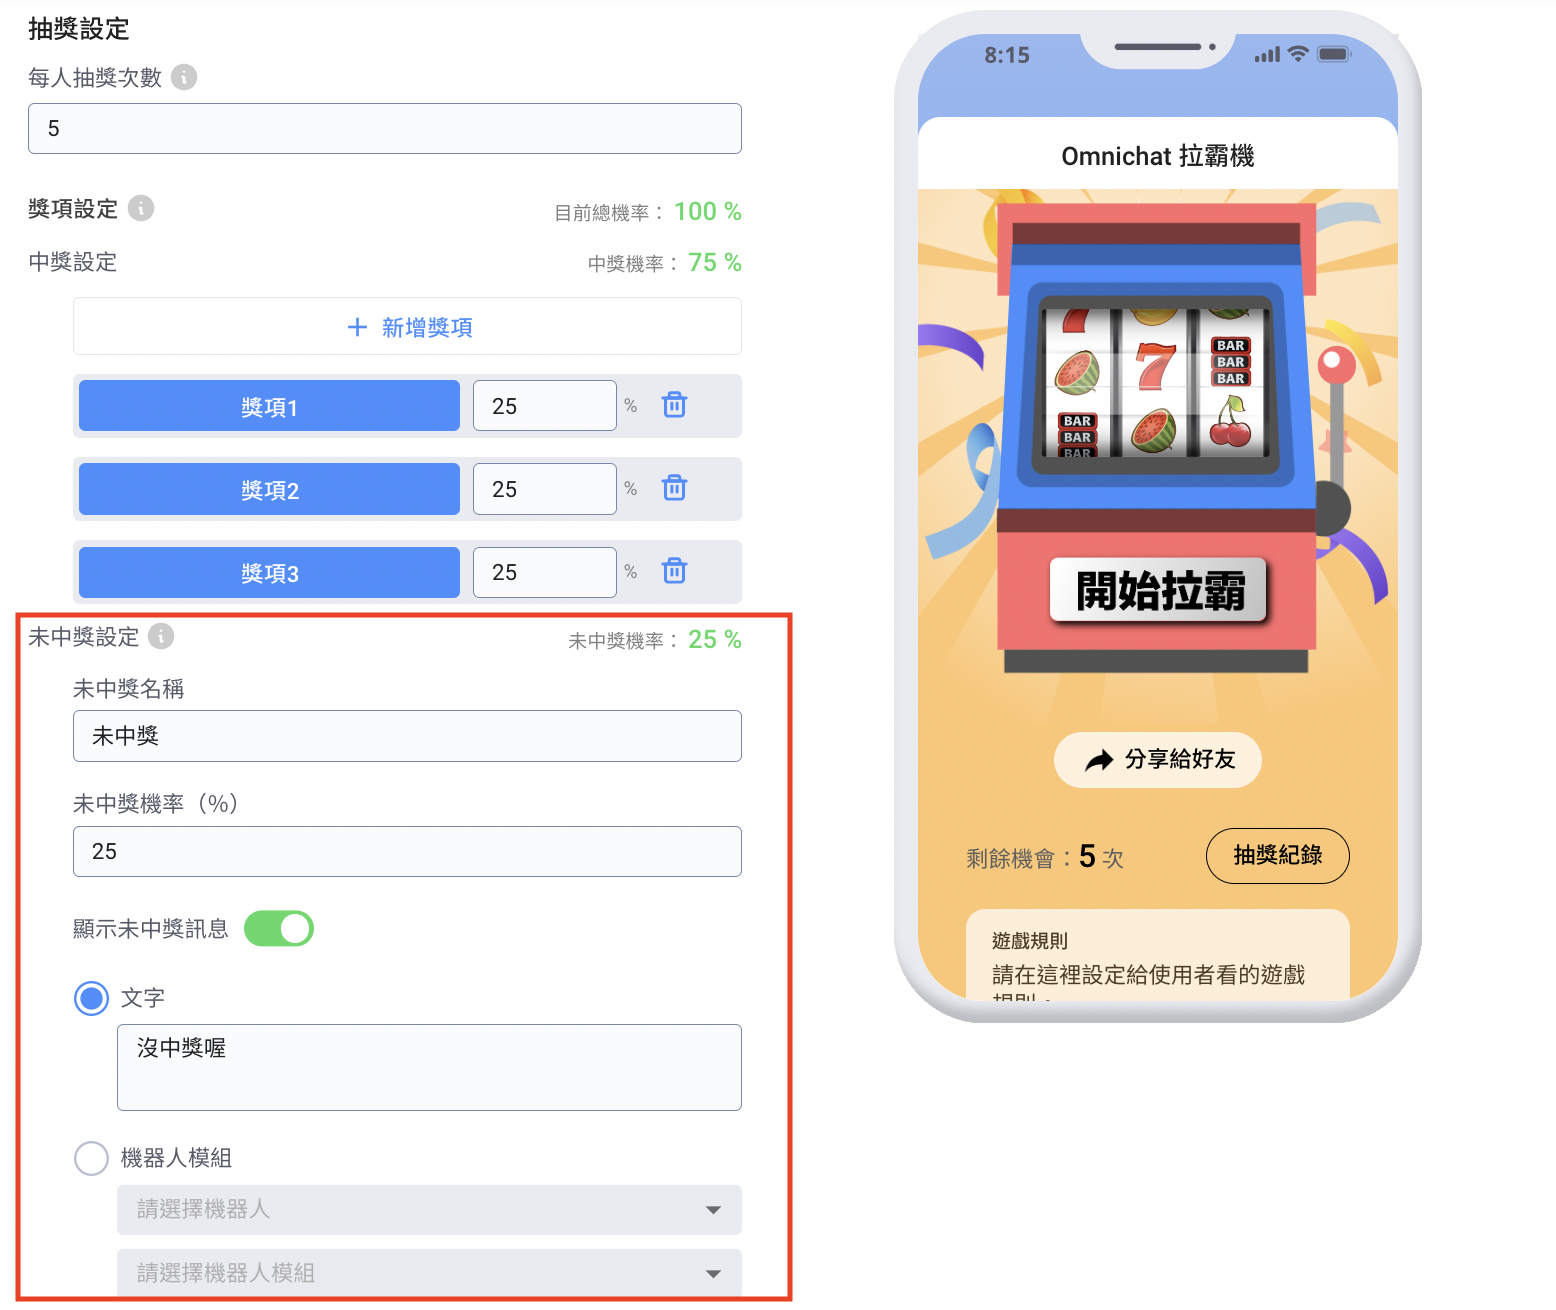 抽獎設定
每人抽獎次數
5
獎項設定
目前總機率： 100 %
中獎設定
中獎機率： 75 %
新增獎項
獎項1
25
%
獎項2
25
%
獎項3
25
%
未中獎設定
未中獎機率： 25 %
未中獎名稱
未中獎
未中獎機率（%）
25
顯示未中獎訊息
文字
沒中獎喔
機器人模組
請選擇機器人
請選擇機器人模組
8:15
Omnichat 拉霸機
BAR
BAR
BAR
BAR
BAR
BAR
開始拉霸
分享給好友
剩餘機會：5 次
抽獎紀錄
遊戲規則
請在這裡設定給使用者看的遊戲
規則。